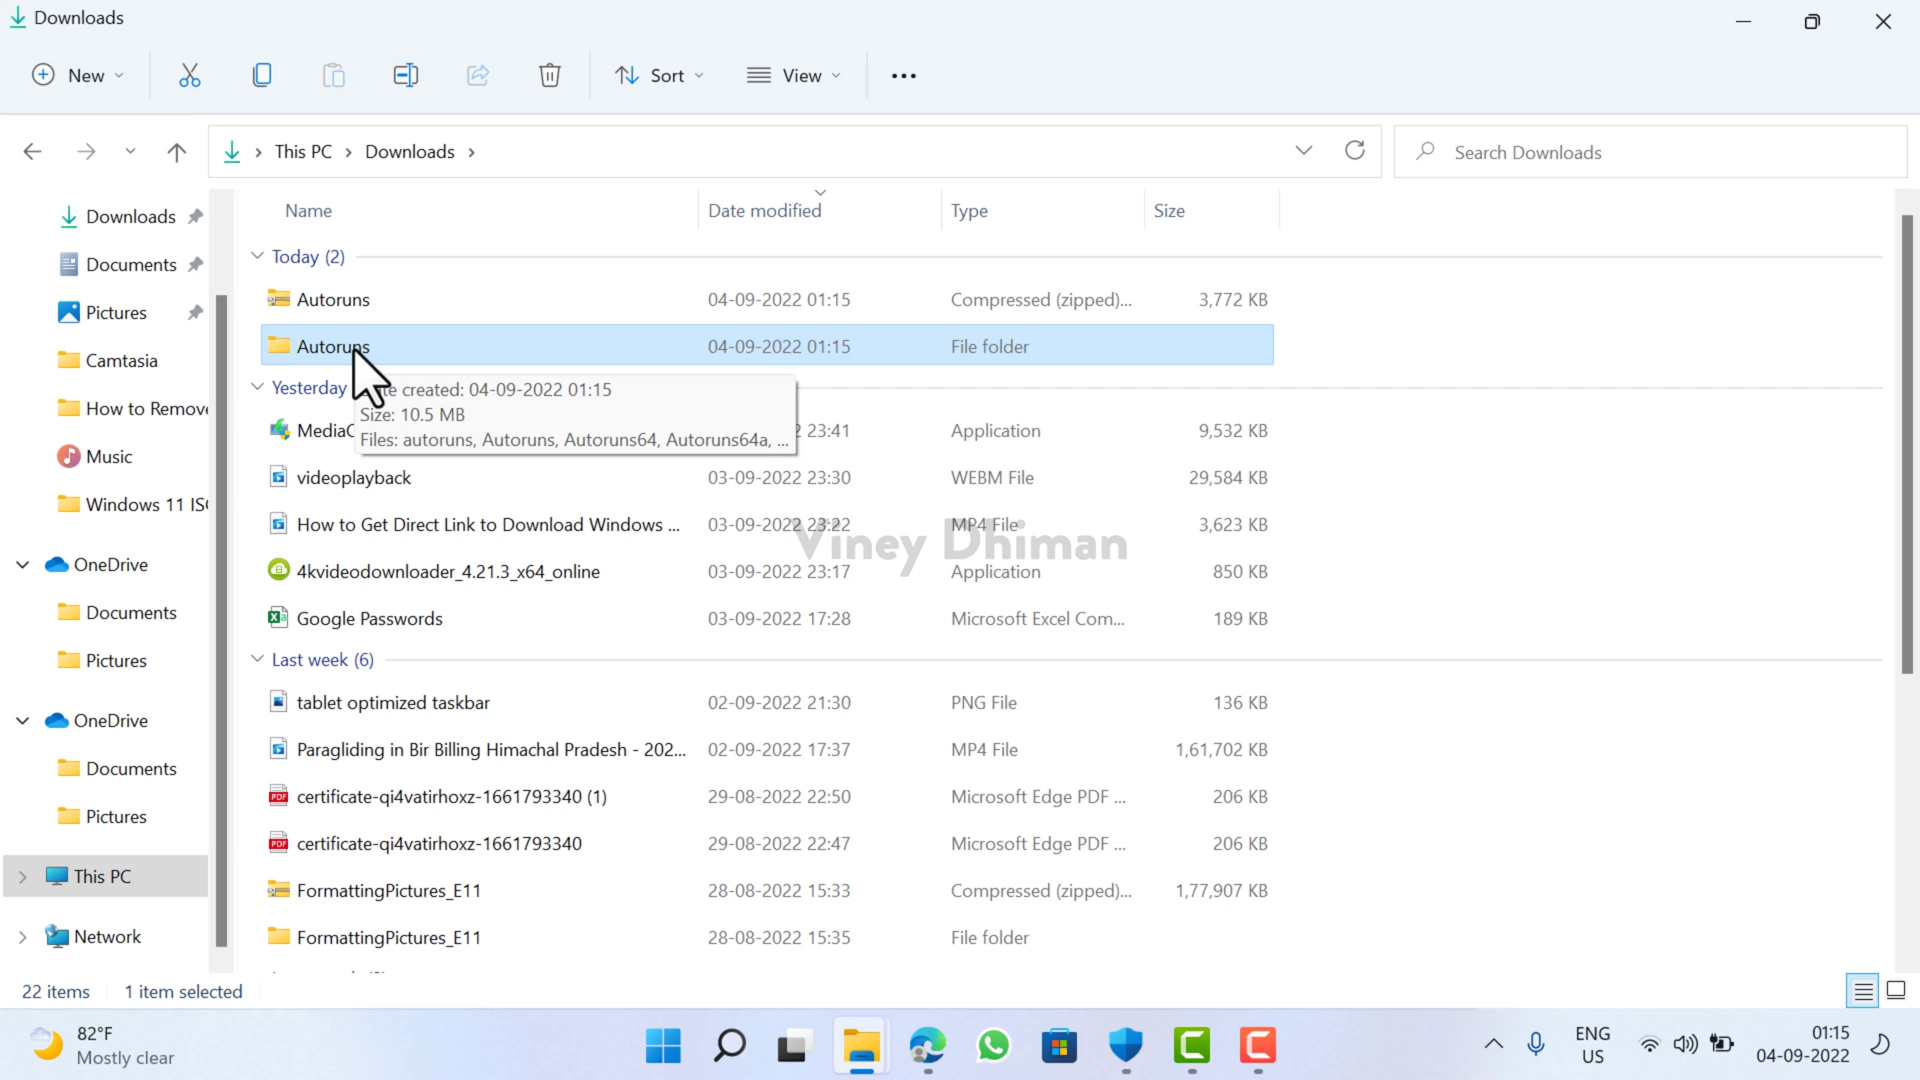 Downloads
New
Sort
View
This PC
Downloads
Search Downloads
Downloads
Documents
Pictures
Camtasia
How to Remove
Music
Windows 11 IS
OneDrive
Documents
Pictures
OneDrive
Documents
Pictures
This PC
Network
Name Date modified Type Size
Today (2)
Autoruns 04-09-2022 01:15 Compressed (zipped)... 3,772 KB
Autoruns 04-09-2022 01:15 File folder
Yesterday
created: 04-09-2022 01:15
Size: 10.5 MB
Files: autoruns, Autoruns, Autoruns64, Autoruns64a, ...
MediaC 23:41 Application 9,532 KB
videoplayback 03-09-2022 23:30 WEBM File 29,584 KB
How to Get Direct Link to Download Windows ... 03-09-2022 23:22 MP4 File 3,623 KB
Viney Dhiman
4kvideodownloader_4.21.3_x64_online 03-09-2022 23:17 Application 850 KB
Google Passwords 03-09-2022 17:28 Microsoft Excel Com... 189 KB
Last week (6)
tablet optimized taskbar 02-09-2022 21:30 PNG File 136 KB
Paragliding in Bir Billing Himachal Pradesh - 202... 02-09-2022 17:37 MP4 File 1,61,702 KB
certificate-qi4vatirhoxz-1661793340 (1) 29-08-2022 22:50 Microsoft Edge PDF ... 206 KB
certificate-qi4vatirhoxz-1661793340 29-08-2022 22:47 Microsoft Edge PDF ... 206 KB
FormattingPictures_E11 28-08-2022 15:33 Compressed (zipped)... 1,77,907 KB
FormattingPictures_E11 28-08-2022 15:35 File folder
22 items 1 item selected
82°F
Mostly clear
ENG
US
01:15
04-09-2022